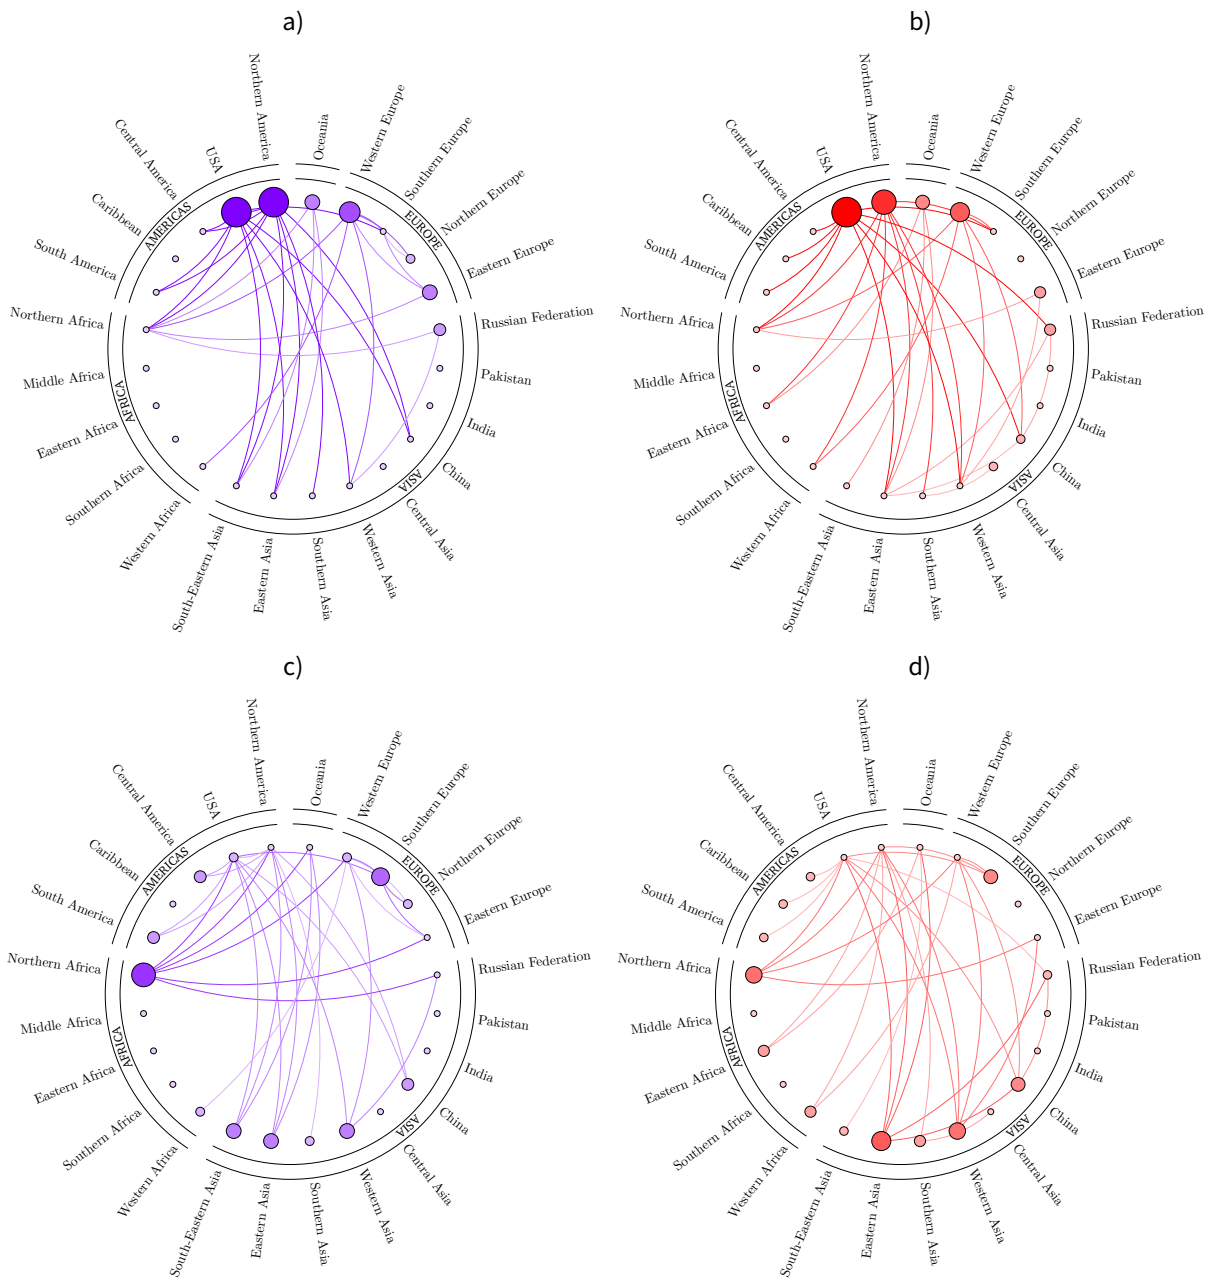 a)
Northern America
Oceania
Western Europe
Southern Europe
Northern Europe
Eastern Europe
Russian Federation
Pakistan
India
China
Central Asia
Western Asia
Southern Asia
Eastern Asia
South-Eastern Asia
Western Africa
Southern Africa
Eastern Africa
Middle Africa
Northern Africa
South America
Caribbean
Central America
USA
AMERICAS
EUROPE
ASIA
AFRICA
b)
Northern America
Oceania
Western Europe
Southern Europe
Northern Europe
Eastern Europe
Russian Federation
Pakistan
India
China
Central Asia
Western Asia
Southern Asia
Eastern Asia
South-Eastern Asia
Western Africa
Southern Africa
Eastern Africa
Middle Africa
Northern Africa
South America
Caribbean
Central America
USA
AMERICAS
EUROPE
ASIA
AFRICA
c)
Northern America
Oceania
Western Europe
Southern Europe
Northern Europe
Eastern Europe
Russian Federation
Pakistan
India
China
Central Asia
Western Asia
Southern Asia
Eastern Asia
South-Eastern Asia
Western Africa
Southern Africa
Eastern Africa
Middle Africa
Northern Africa
South America
Caribbean
Central America
USA
AMERICAS
EUROPE
ASIA
AFRICA
d)
Northern America
Oceania
Western Europe
Southern Europe
Northern Europe
Eastern Europe
Russian Federation
Pakistan
India
China
Central Asia
Western Asia
Southern Asia
Eastern Asia
South-Eastern Asia
Western Africa
Southern Africa
Eastern Africa
Middle Africa
Northern Africa
South America
Caribbean
Central America
USA
AMERICAS
EUROPE
ASIA
AFRICA